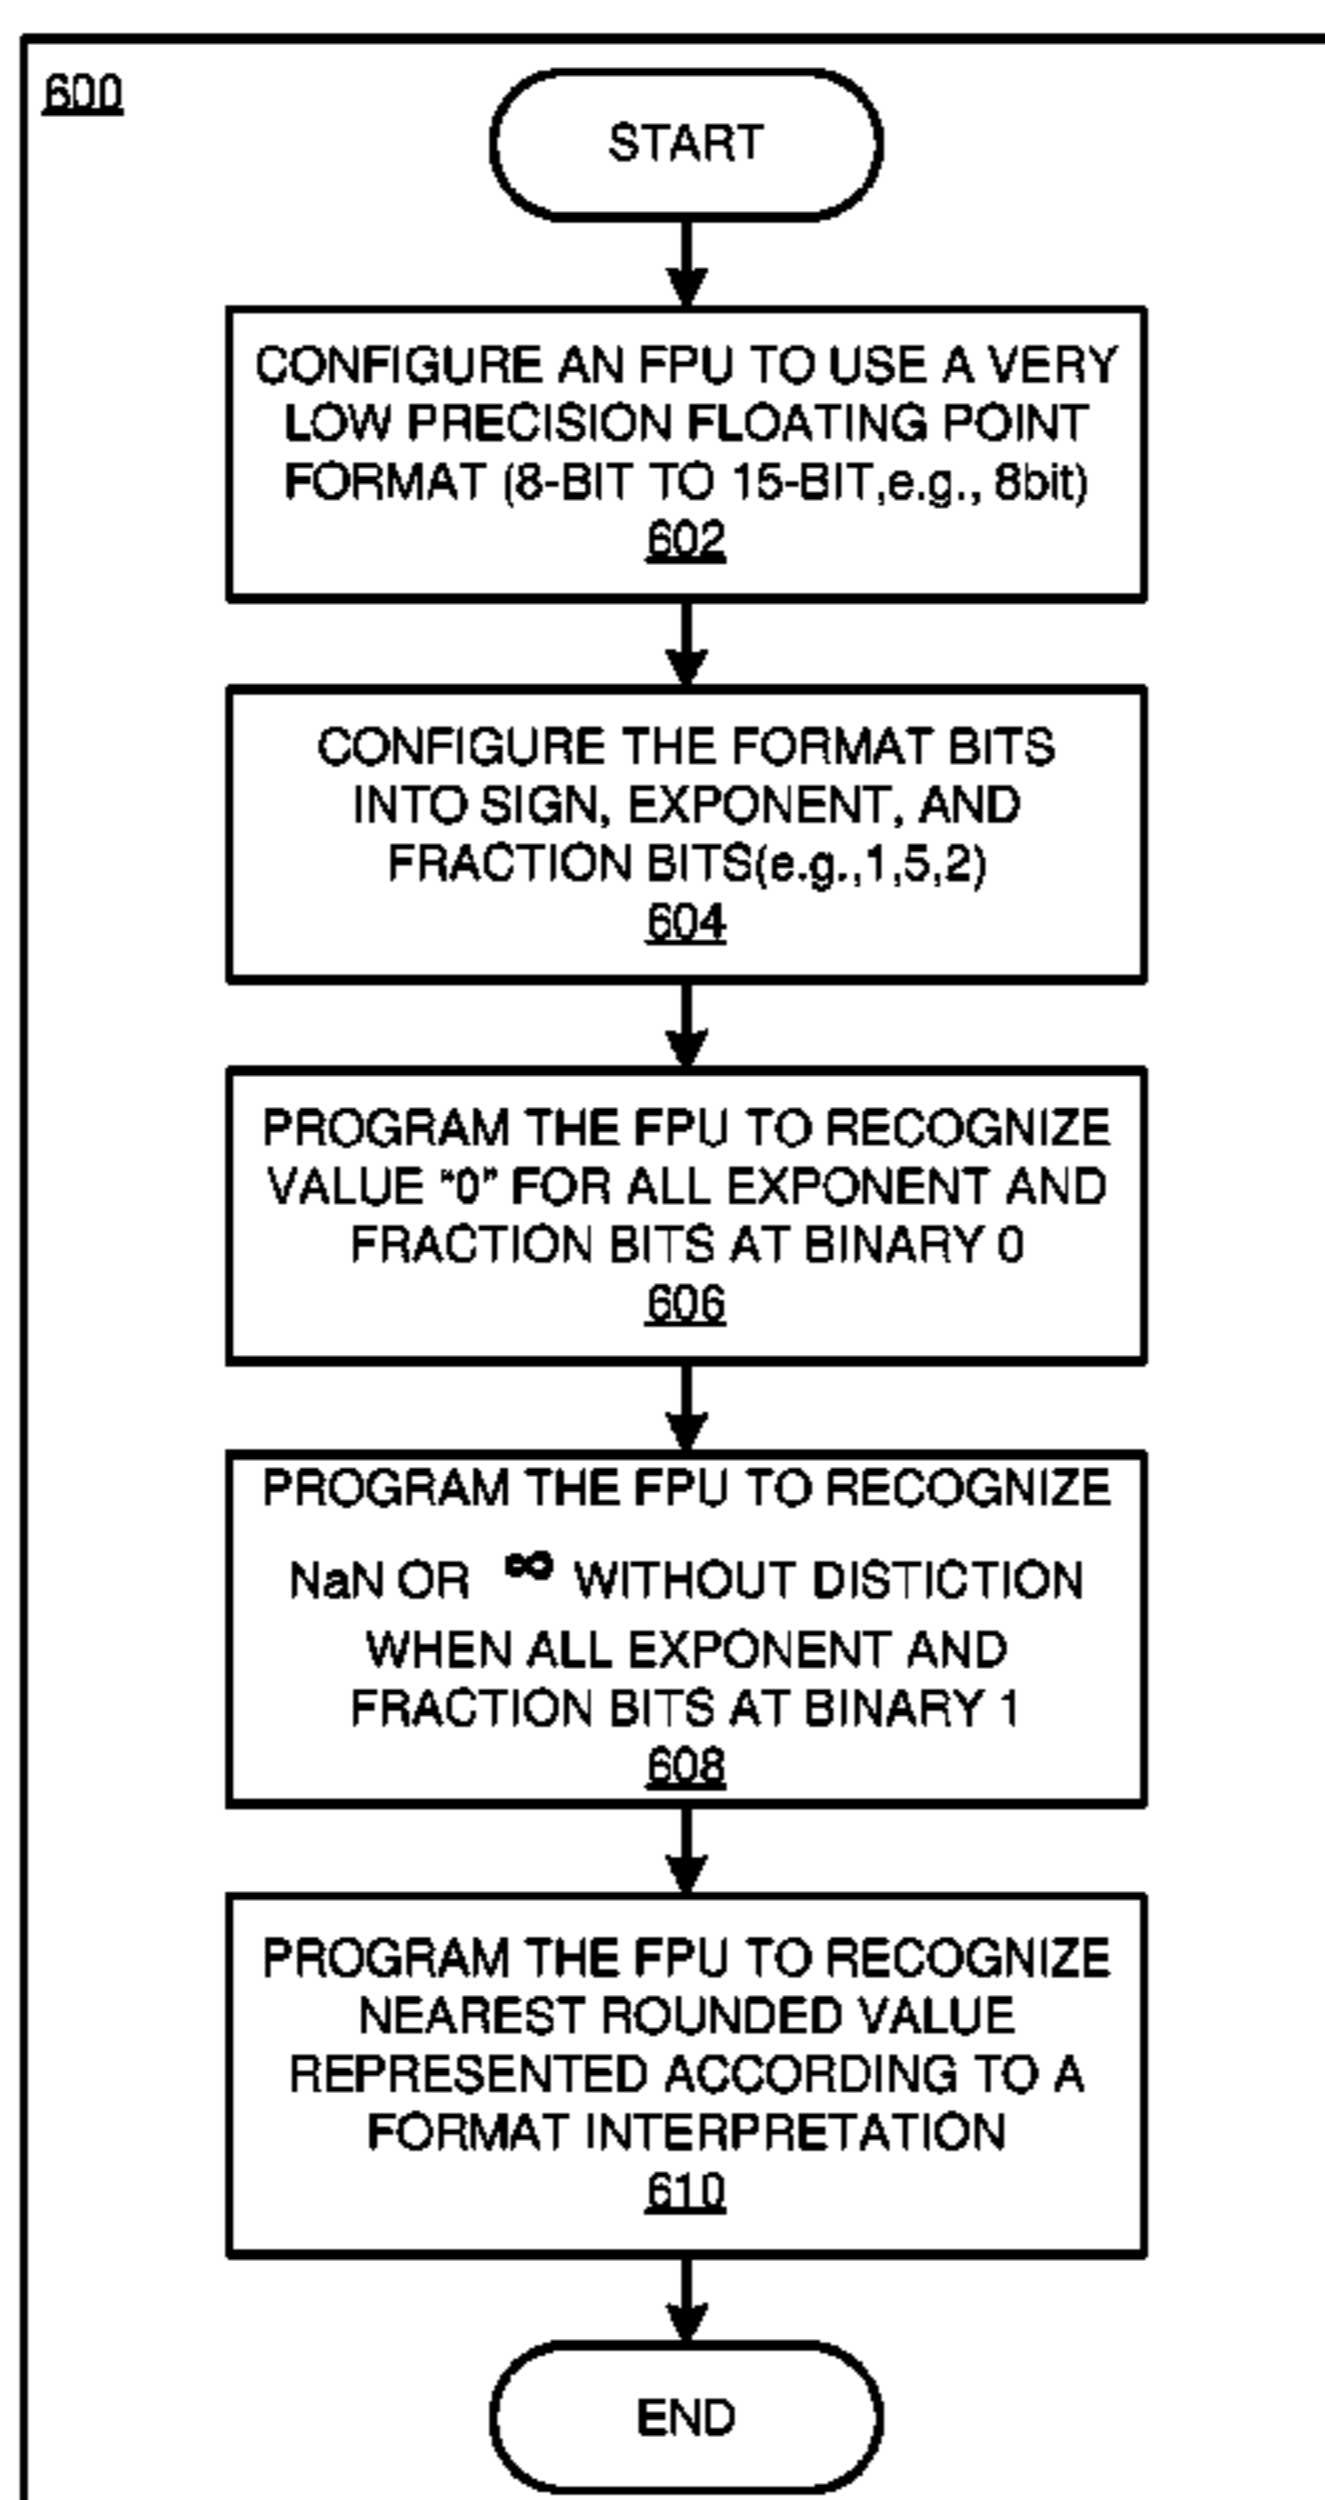 600
START
CONFIGURE AN FPU TO USE A VERY
LOW PRECISION FLOATING POINT
FORMAT (8-BIT TO 15-BIT,e.g., 8bit)
602
CONFIGURE THE FORMAT BITS
INTO SIGN, EXPONENT, AND
FRACTION BITS(e.g.,1,5,2)
604
PROGRAM THE FPU TO RECOGNIZE
VALUE "0" FOR ALL EXPONENT AND
FRACTION BITS AT BINARY 0
606
PROGRAM THE FPU TO RECOGNIZE
NaN OR ∞ WITHOUT DISTICTION
WHEN ALL EXPONENT AND
FRACTION BITS AT BINARY 1
608
PROGRAM THE FPU TO RECOGNIZE
NEAREST ROUNDED VALUE
REPRESENTED ACCORDING TO A
FORMAT INTERPRETATION
610
END